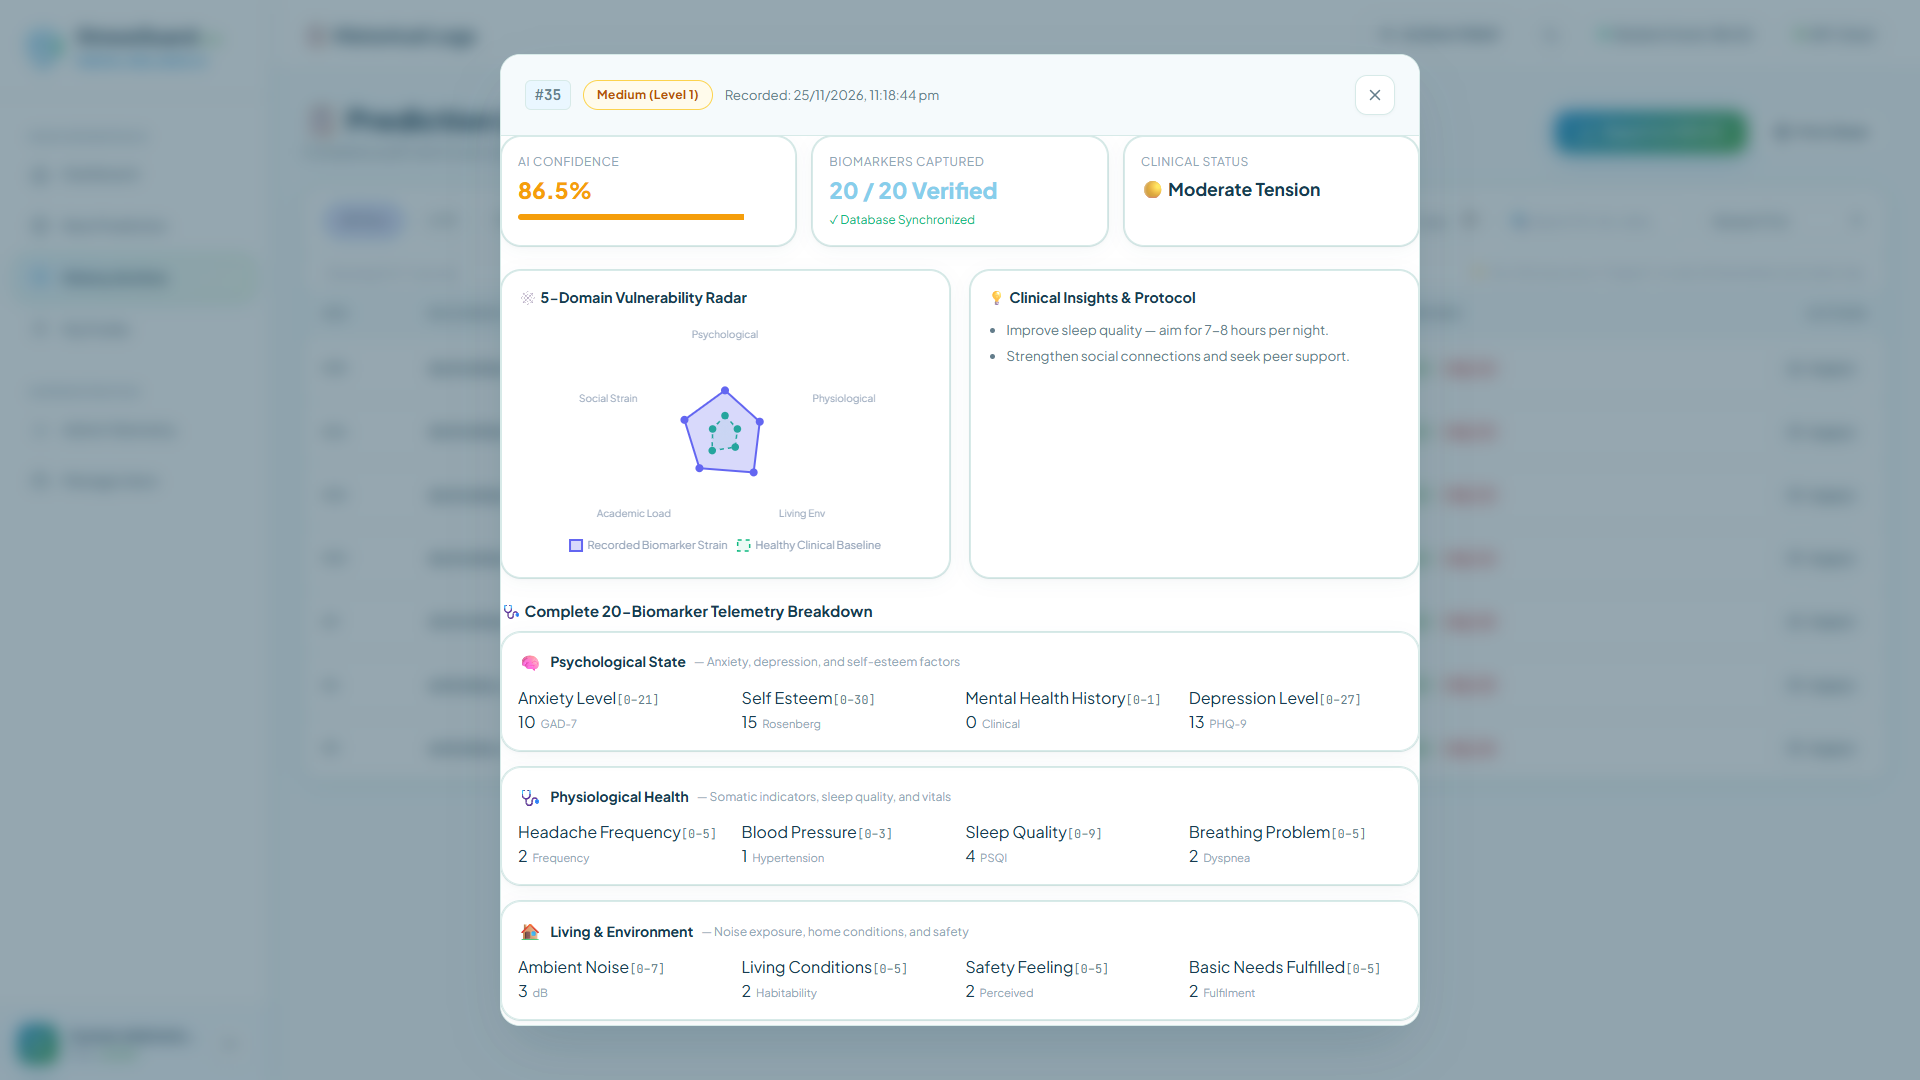 #35 Medium (Level 1) Recorded: 25/11/2026, 11:18:44 pm
AI CONFIDENCE
86.5%
BIOMARKERS CAPTURED
20 / 20 Verified
✓ Database Synchronized
CLINICAL STATUS
Moderate Tension
5-Domain Vulnerability Radar
Psychological
Social Strain
Physiological
Academic Load
Living Env
Recorded Biomarker Strain
Healthy Clinical Baseline
Clinical Insights & Protocol
• Improve sleep quality — aim for 7–8 hours per night.
• Strengthen social connections and seek peer support.
Complete 20-Biomarker Telemetry Breakdown
Psychological State — Anxiety, depression, and self-esteem factors
Anxiety Level[0–21]
10 GAD-7
Self Esteem[0–30]
15 Rosenberg
Mental Health History[0–1]
0 Clinical
Depression Level[0–27]
13 PHQ-9
Physiological Health — Somatic indicators, sleep quality, and vitals
Headache Frequency[0–5]
2 Frequency
Blood Pressure[0–3]
1 Hypertension
Sleep Quality[0–9]
4 PSQI
Breathing Problem[0–5]
2 Dyspnea
Living & Environment — Noise exposure, home conditions, and safety
Ambient Noise[0–7]
3 dB
Living Conditions[0–5]
2 Habitability
Safety Feeling[0–5]
2 Perceived
Basic Needs Fulfilled[0–5]
2 Fulfilment